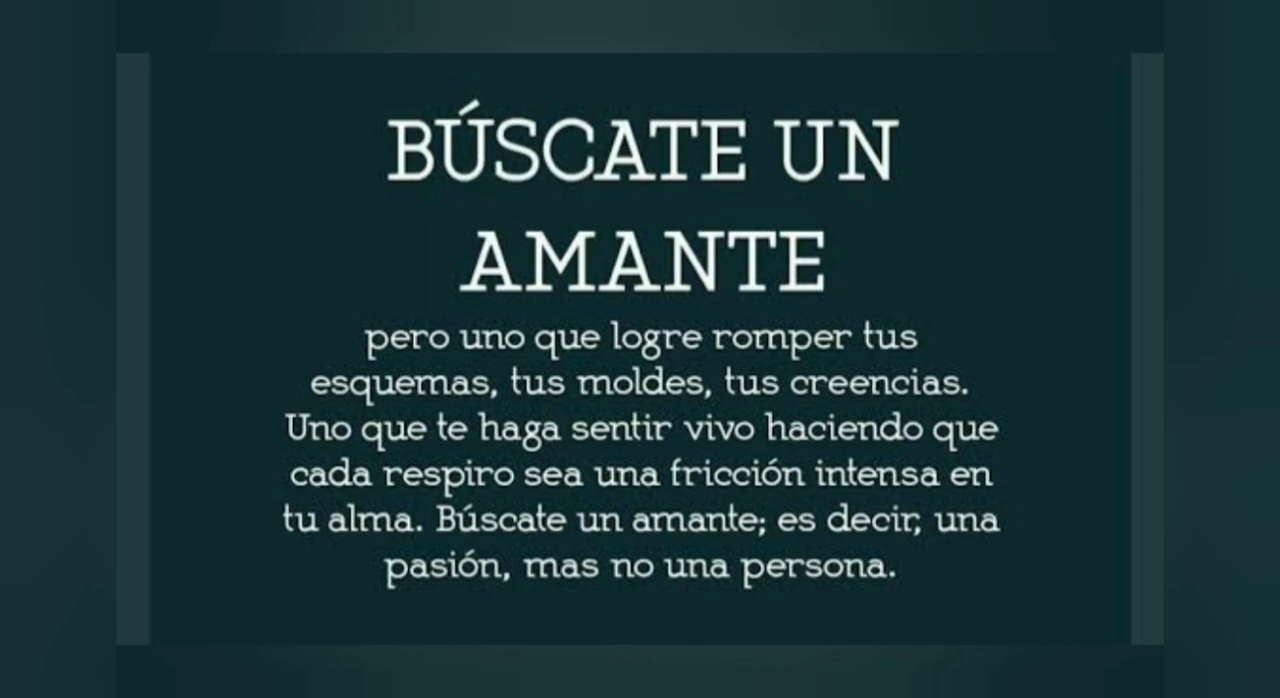 BÚSCATE UN
AMANTE
pero uno que logre romper tus
esquemas, tus moldes, tus creencias.
Uno que te haga sentir vivo haciendo que
cada respiro sea una fricción intensa en
tu alma. Búscate un amante; es decir, una
pasión, mas no una persona.